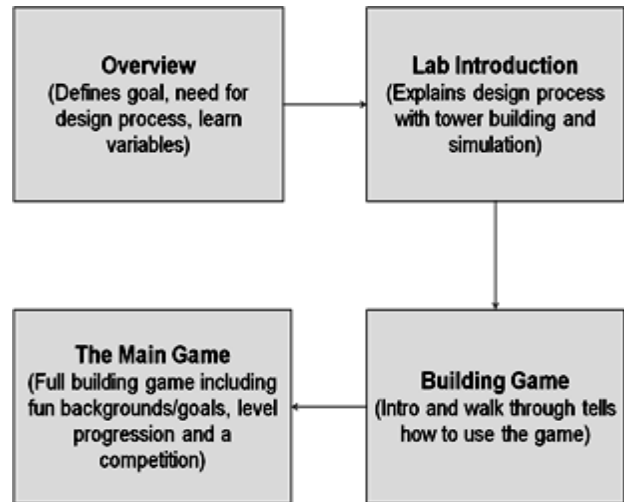 Overview
(Defines goal, need for
design process, learn
variables)
Lab Introduction
(Explains design process
with tower building and
simulation)
The Main Game
(Full building game including
fun backgrounds/goals, level
progression and a
competition)
Building Game
(Intro and walk through tells
how to use the game)